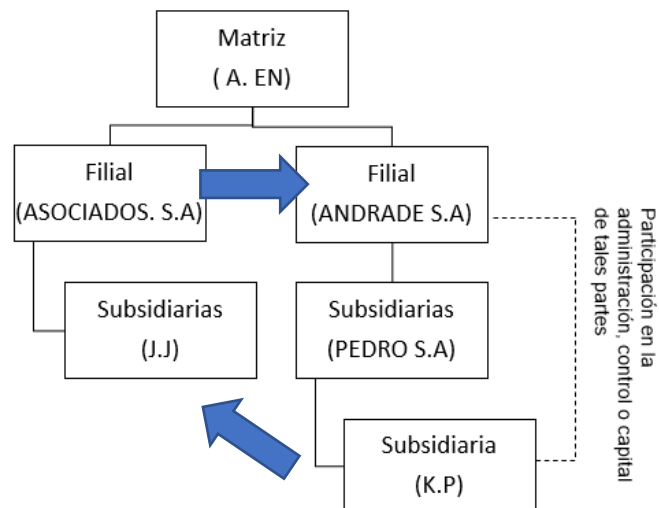 Matriz
( A. EN)
Filial
(ASOCIADOS. S.A)
Filial
(ANDRADE S.A)
Subsidiarias
(J.J)
Subsidiarias
(PEDRO S.A)
Subsidiaria
(K.P)
Participación en la
administración, control o capital
de tales partes